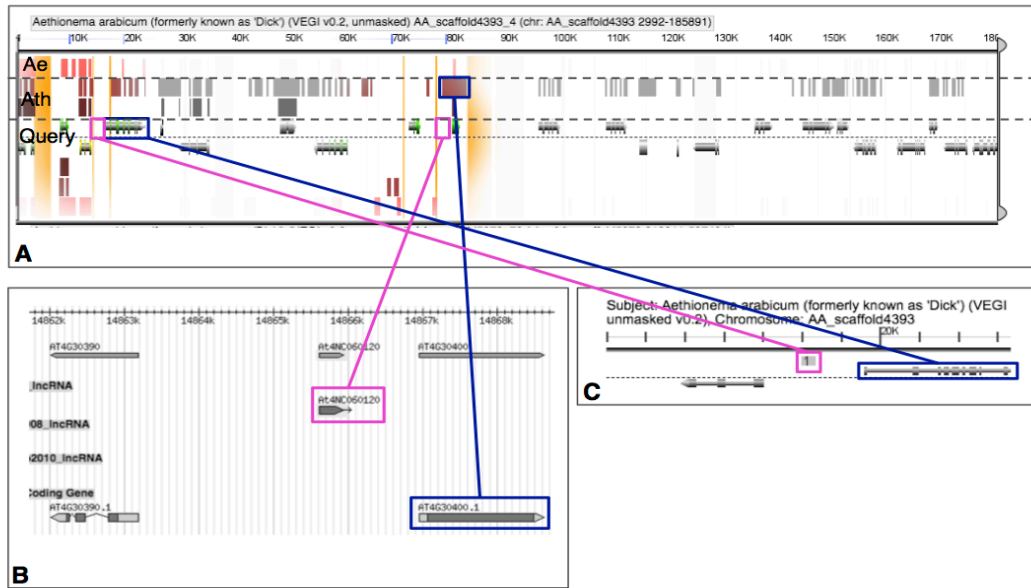 Aethionema arabicum (formerly known as 'Dick') (VEGI v0.2, unmasked) AA_scaffold4393_4 (chr: AA_scaffold4393 2992-185891)
10K 20K 30K 40K 50K 60K 70K 80K 90K 100K 110K 120K 130K 140K 150K 160K 170K 180
Ae
Ath
Query
A
14862k 14863k 14864k 14865k 14866k 14867k 14868k
AT4G30390 At4NC060120 AT4G30400
_lncRNA
At4NC060120
08_lncRNA
2010_lncRNA
Coding Gene
AT4G30390.1 AT4G30400.1
B
Subject: Aethionema arabicum (formerly known as 'Dick') (VEGI
unmasked v0.2), Chromosome: AA_scaffold4393
20K
1
C